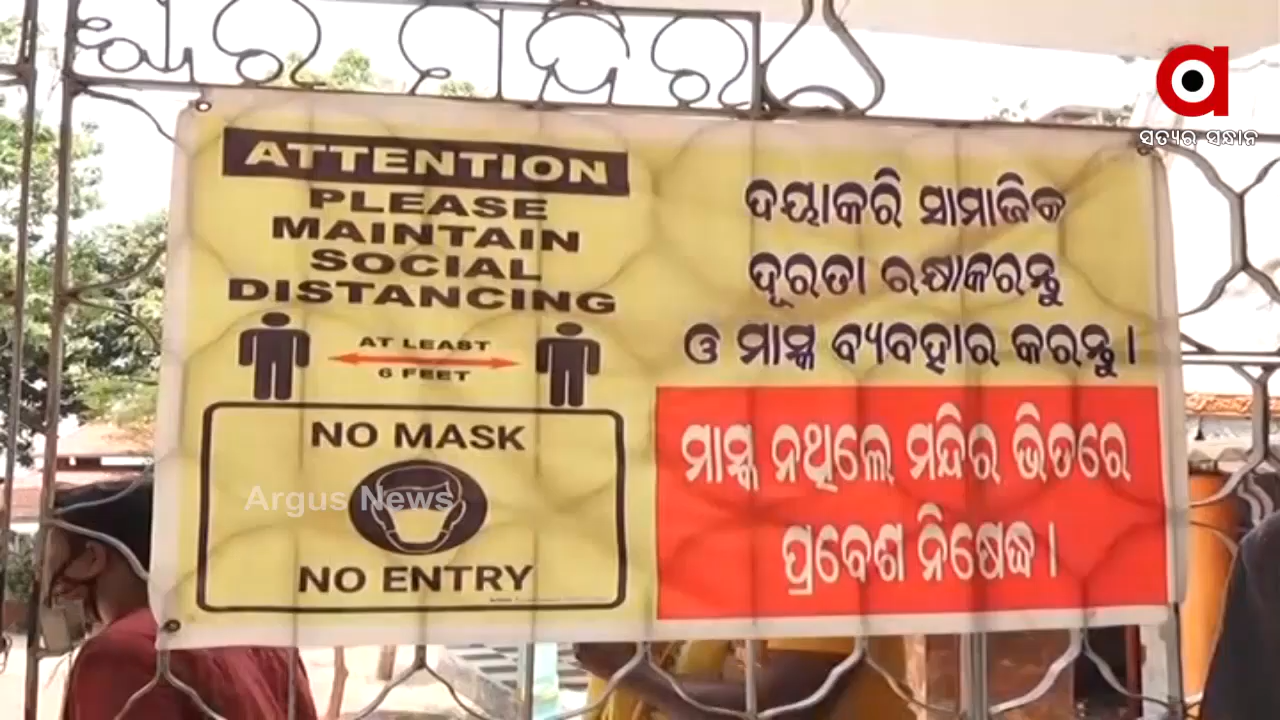 ATTENTION
PLEASE
MAINTAIN
SOCIAL
DISTANCING
AT LEAST
6 FEET
NO MASK
NO ENTRY
ଦୟାକରି ସାମାଜିକ
ଦୂରତା ରକ୍ଷାକରନ୍ତୁ
ଓ ମାସ୍କ ବ୍ୟବହାର କରନ୍ତୁ ।
ମାସ୍କ ନଥିଲେ ମନ୍ଦିର ଭିତରେ
ପ୍ରବେଶ ନିଷେଦ୍ଧ ।
Argus News
ସତ୍ୟର ସନ୍ଧାନ